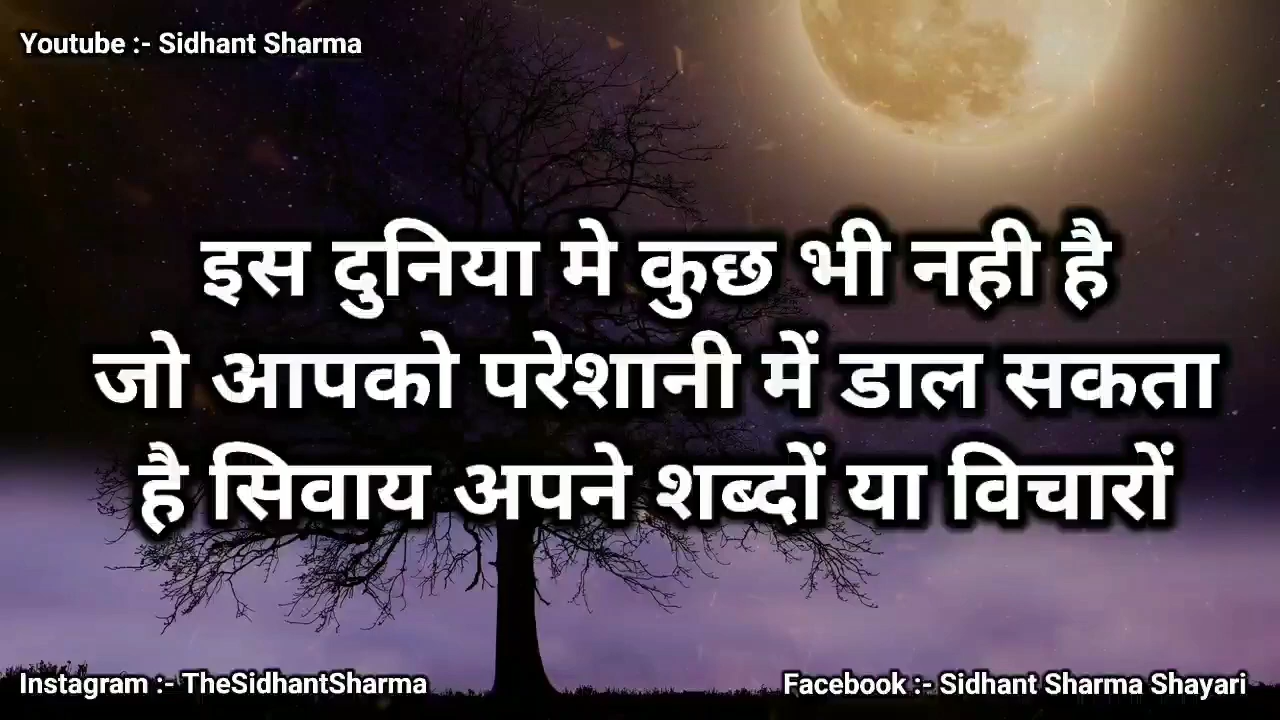 Youtube :- Sidhant Sharma
इस दुनिया मे कुछ भी नही है
जो आपको परेशानी में डाल सकता
है सिवाय अपने शब्दों या विचारों
Instagram :- TheSidhantSharma
Facebook :- Sidhant Sharma Shayari